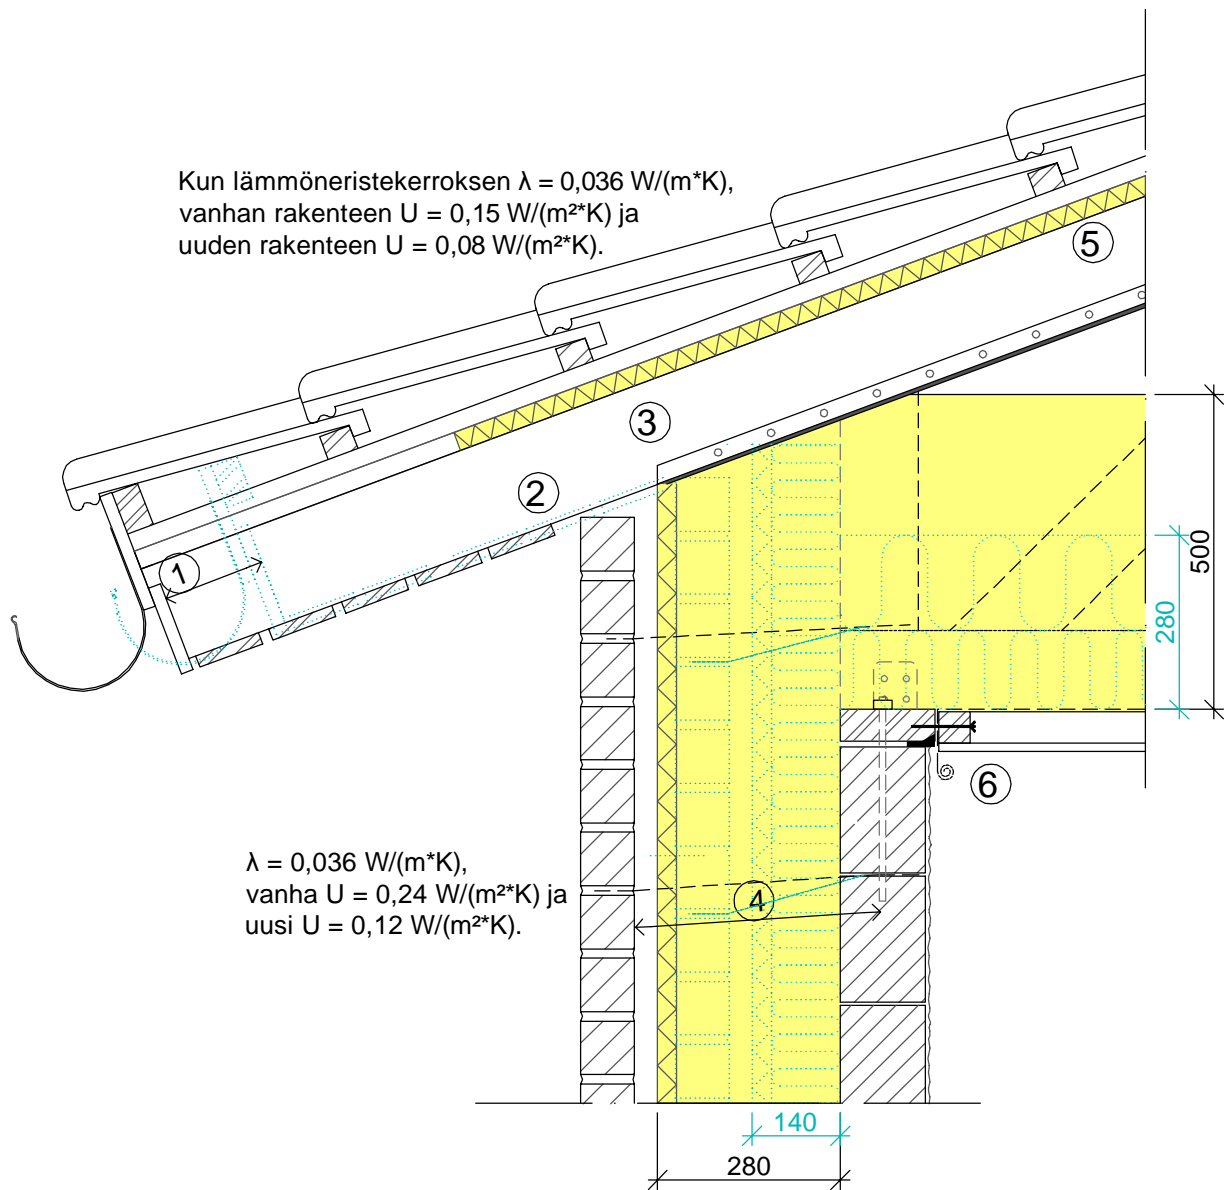 Kun lämmöneristekerroksen λ = 0,036 W/(m*K),
vanhan rakenteen U = 0,15 W/(m²*K) ja
uuden rakenteen U = 0,08 W/(m²*K).
5
3
2
1
500
280
6
λ = 0,036 W/(m*K),
vanha U = 0,24 W/(m²*K) ja
uusi U = 0,12 W/(m²*K).
4
140
280